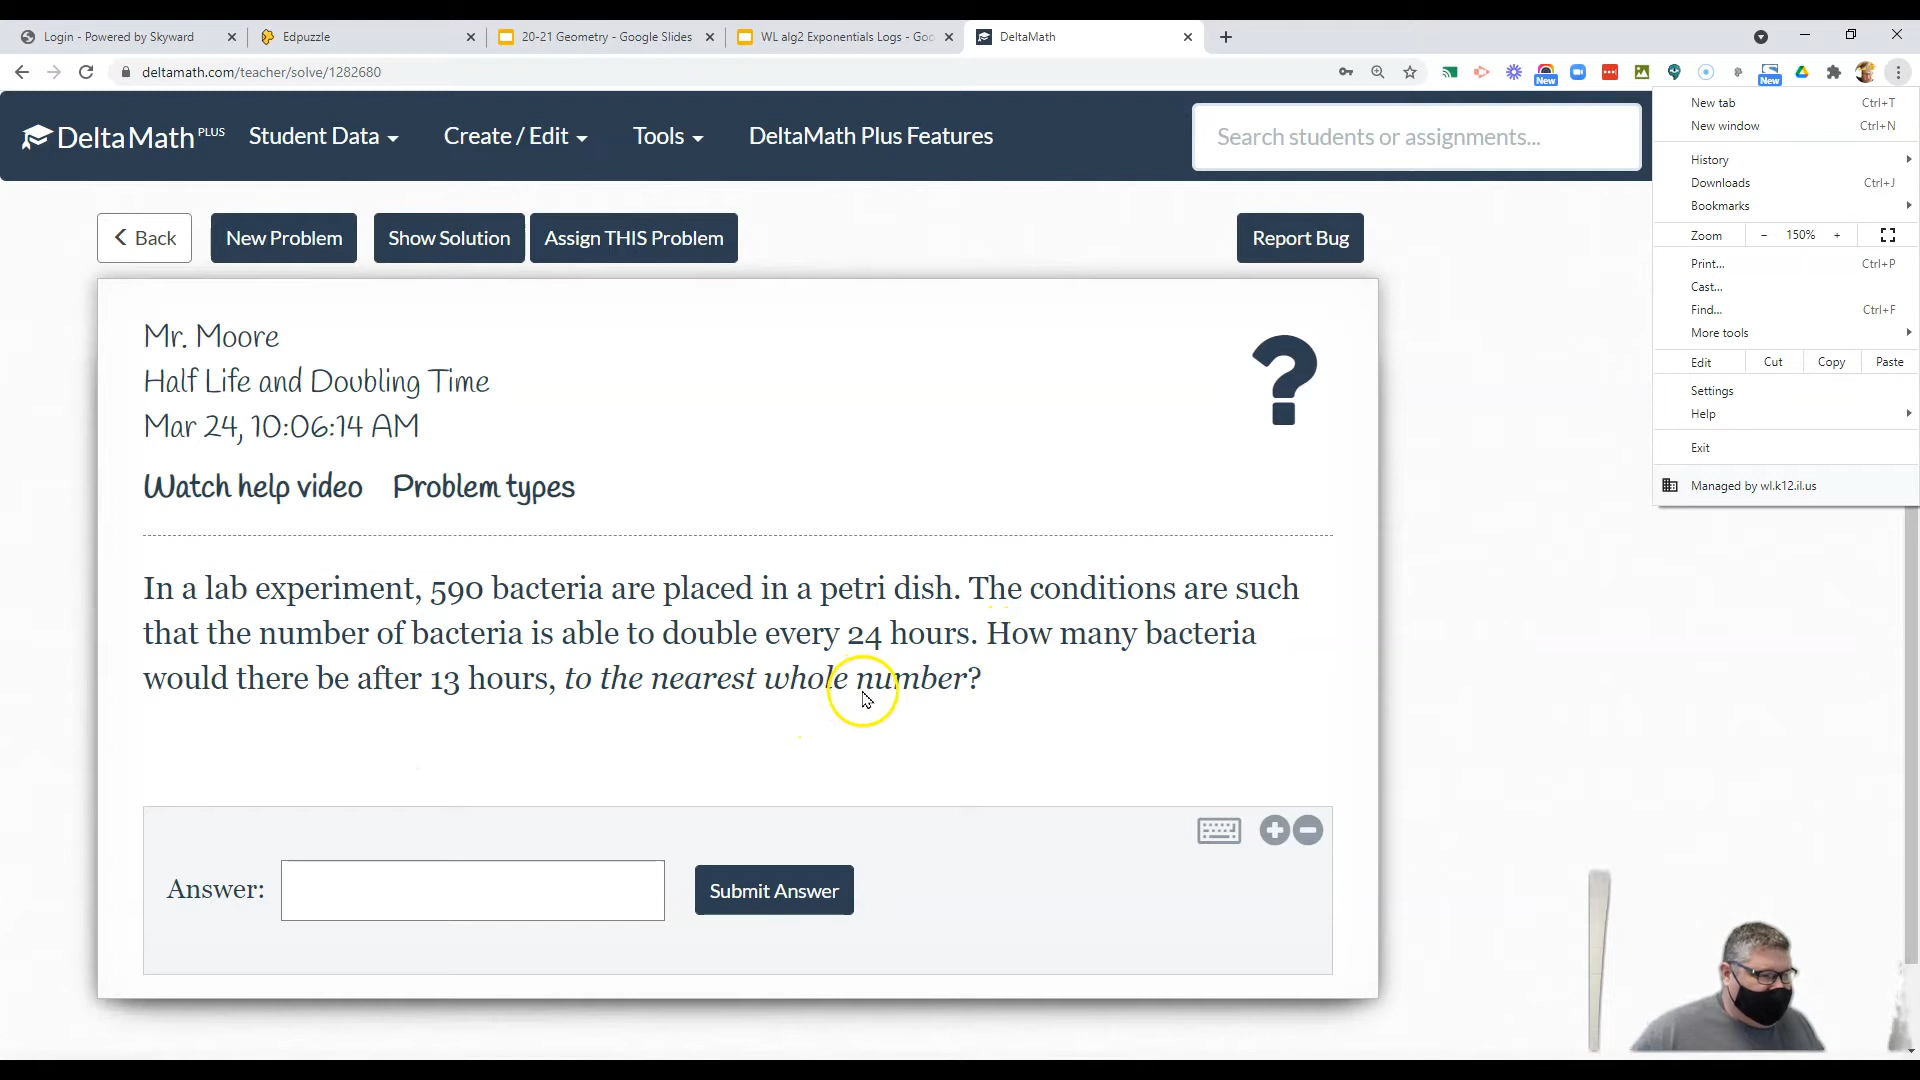 Login - Powered by Skyward
Edpuzzle
20-21 Geometry - Google Slides
WL alg2 Exponentials Logs - Goo
DeltaMath
deltamath.com/teacher/solve/1282680
New
New
DeltaMath PLUS
Student Data
Create / Edit
Tools
DeltaMath Plus Features
Search students or assignments...
New tab Ctrl+T
New window Ctrl+N
History
Downloads Ctrl+J
Bookmarks
Zoom - 150% +
Print... Ctrl+P
Cast...
Find... Ctrl+F
More tools
Edit Cut Copy Paste
Settings
Help
Exit
Managed by wl.k12.il.us
Back
New Problem
Show Solution
Assign THIS Problem
Report Bug
Mr. Moore
Half Life and Doubling Time
Mar 24, 10:06:14 AM
?
Watch help video Problem types
In a lab experiment, 590 bacteria are placed in a petri dish. The conditions are such
that the number of bacteria is able to double every 24 hours. How many bacteria
would there be after 13 hours, to the nearest whole number?
Answer:
Submit Answer